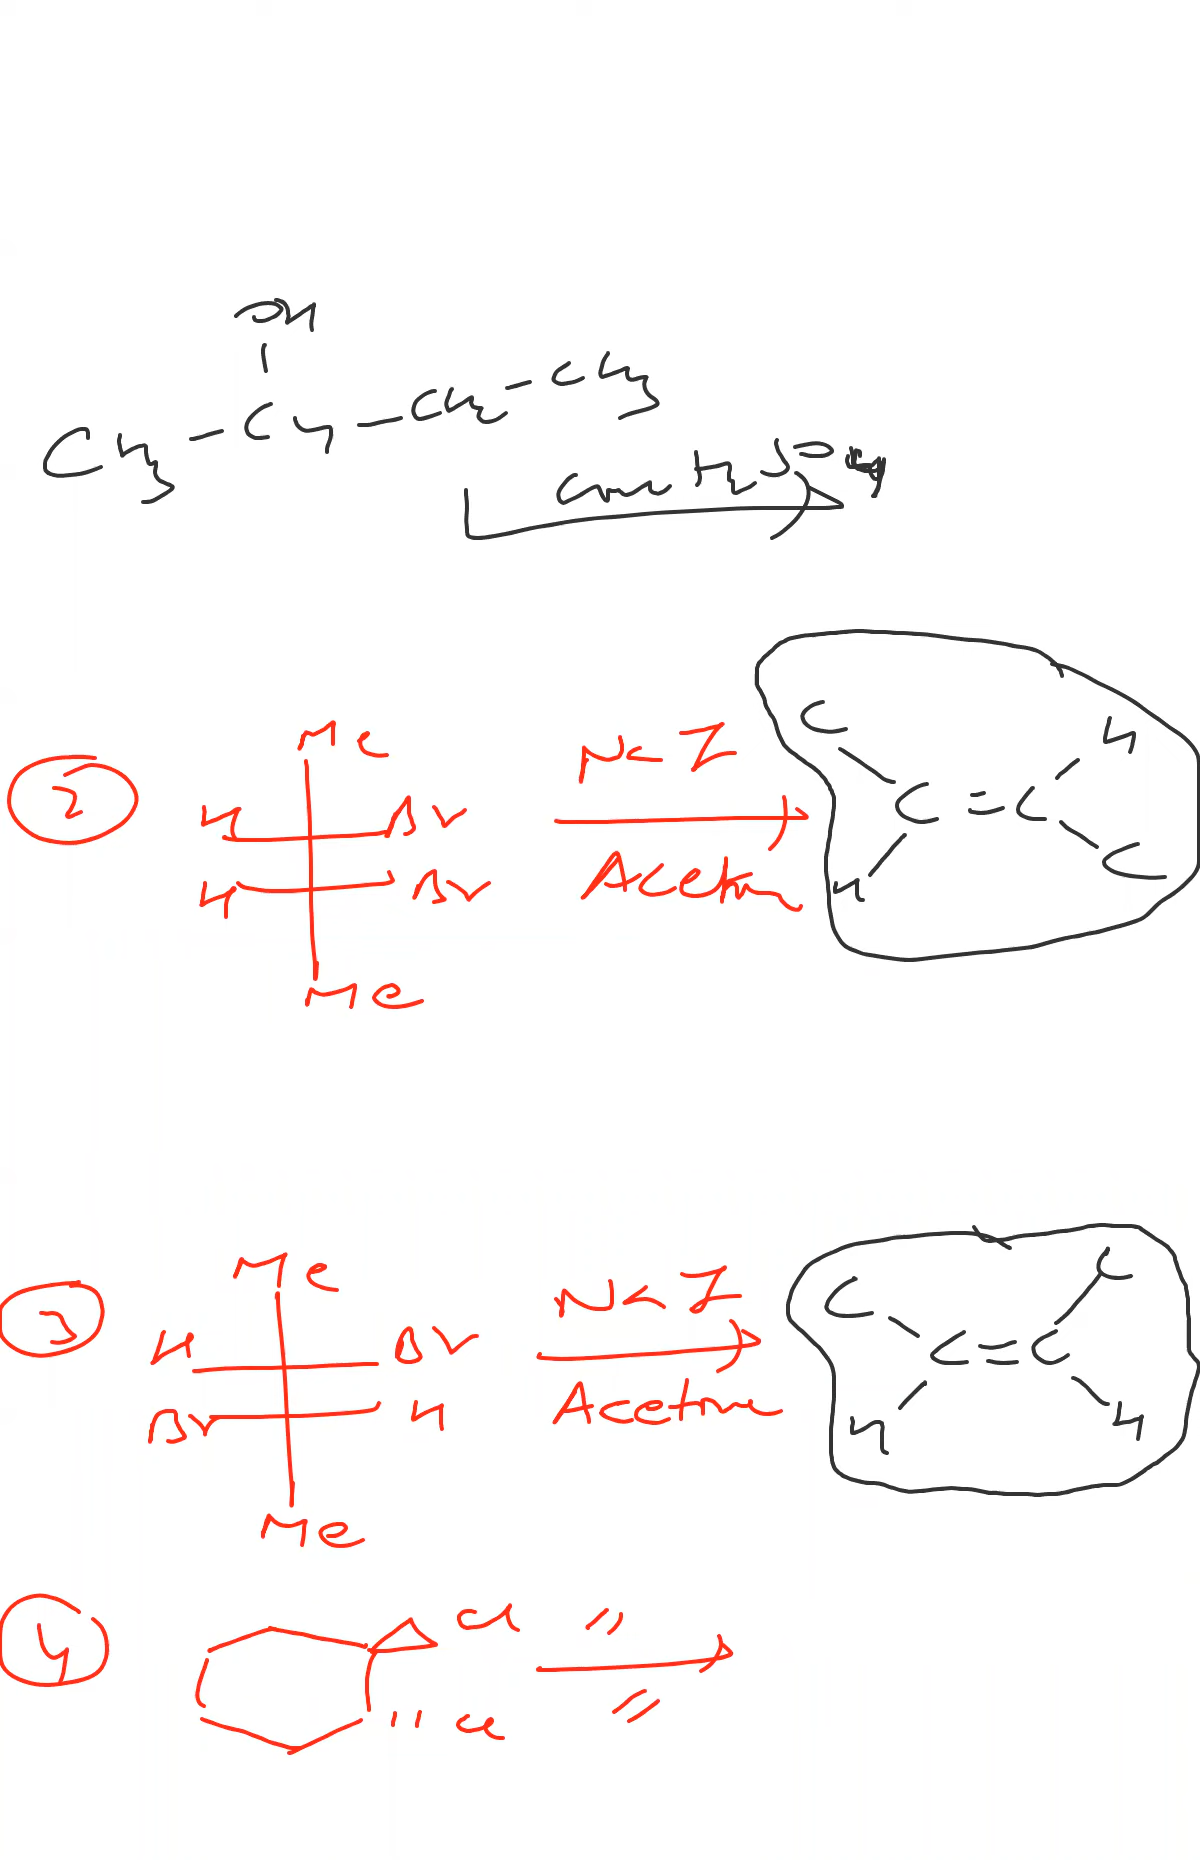 OH
CH3 - CH - CH2 - CH3
conc H2SO4
2
Me
H Br
H Br
Me
NaI
Acetone
C H
C = C
H C
3
Me
H Br
Br H
Me
NaI
Acetone
C C
C = C
H H
4
Cl "
" Cl "